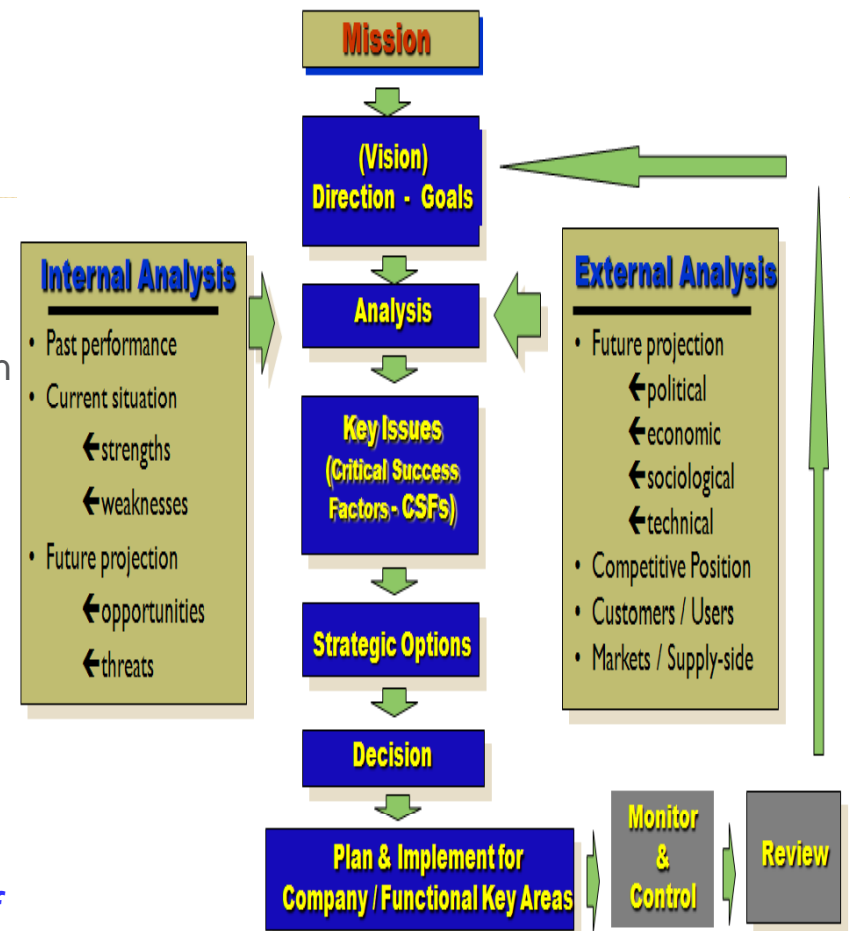 Mission
(Vision)
Direction - Goals
Internal Analysis
• Past performance
• Current situation
←strengths
←weaknesses
• Future projection
←opportunities
←threats
Analysis
External Analysis
• Future projection
←political
←economic
←sociological
←technical
• Competitive Position
• Customers / Users
• Markets / Supply-side
Key Issues
(Critical Success
Factors - CSFs)
Strategic Options
Decision
Plan & Implement for
Company / Functional Key Areas
Monitor
&
Control
Review